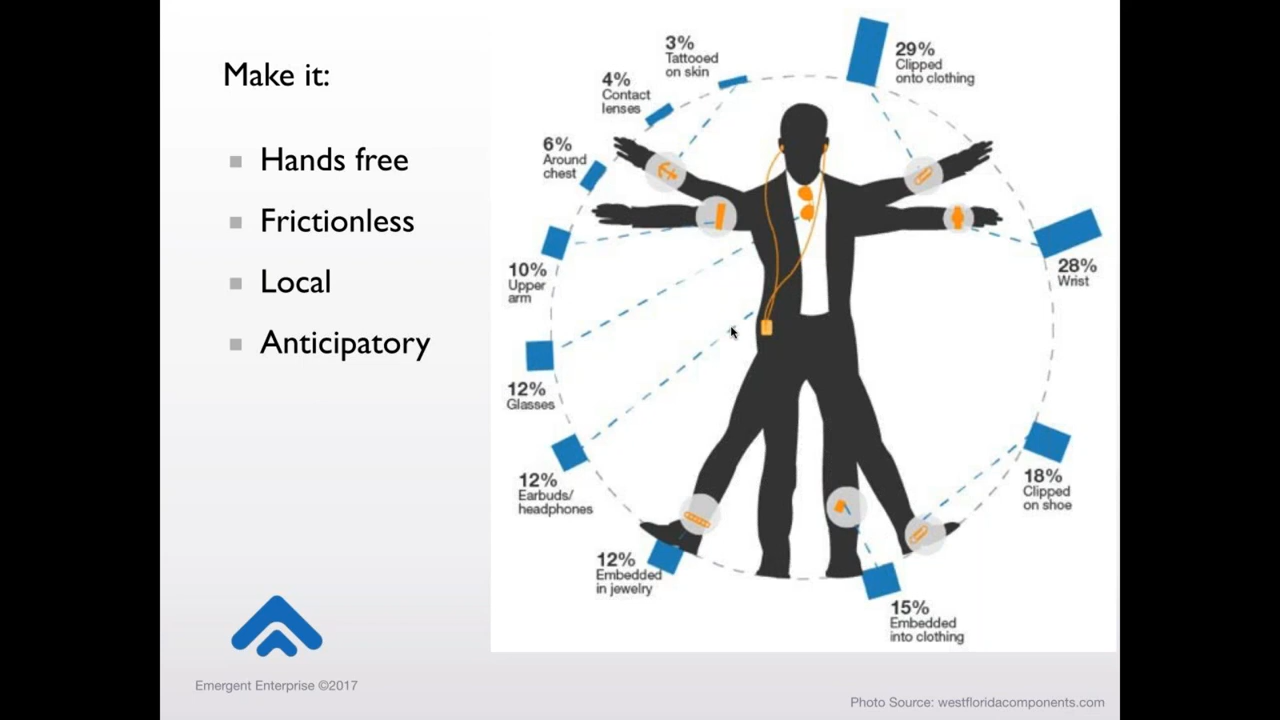 Make it:
Hands free
Frictionless
Local
Anticipatory
3%
Tattooed
on skin
4%
Contact
lenses
6%
Around
chest
10%
Upper
arm
12%
Glasses
12%
Earbuds/
headphones
12%
Embedded
in jewelry
15%
Embedded
into clothing
18%
Clipped
on shoe
28%
Wrist
29%
Clipped
onto clothing
Emergent Enterprise ©2017
Photo Source: westfloridacomponents.com